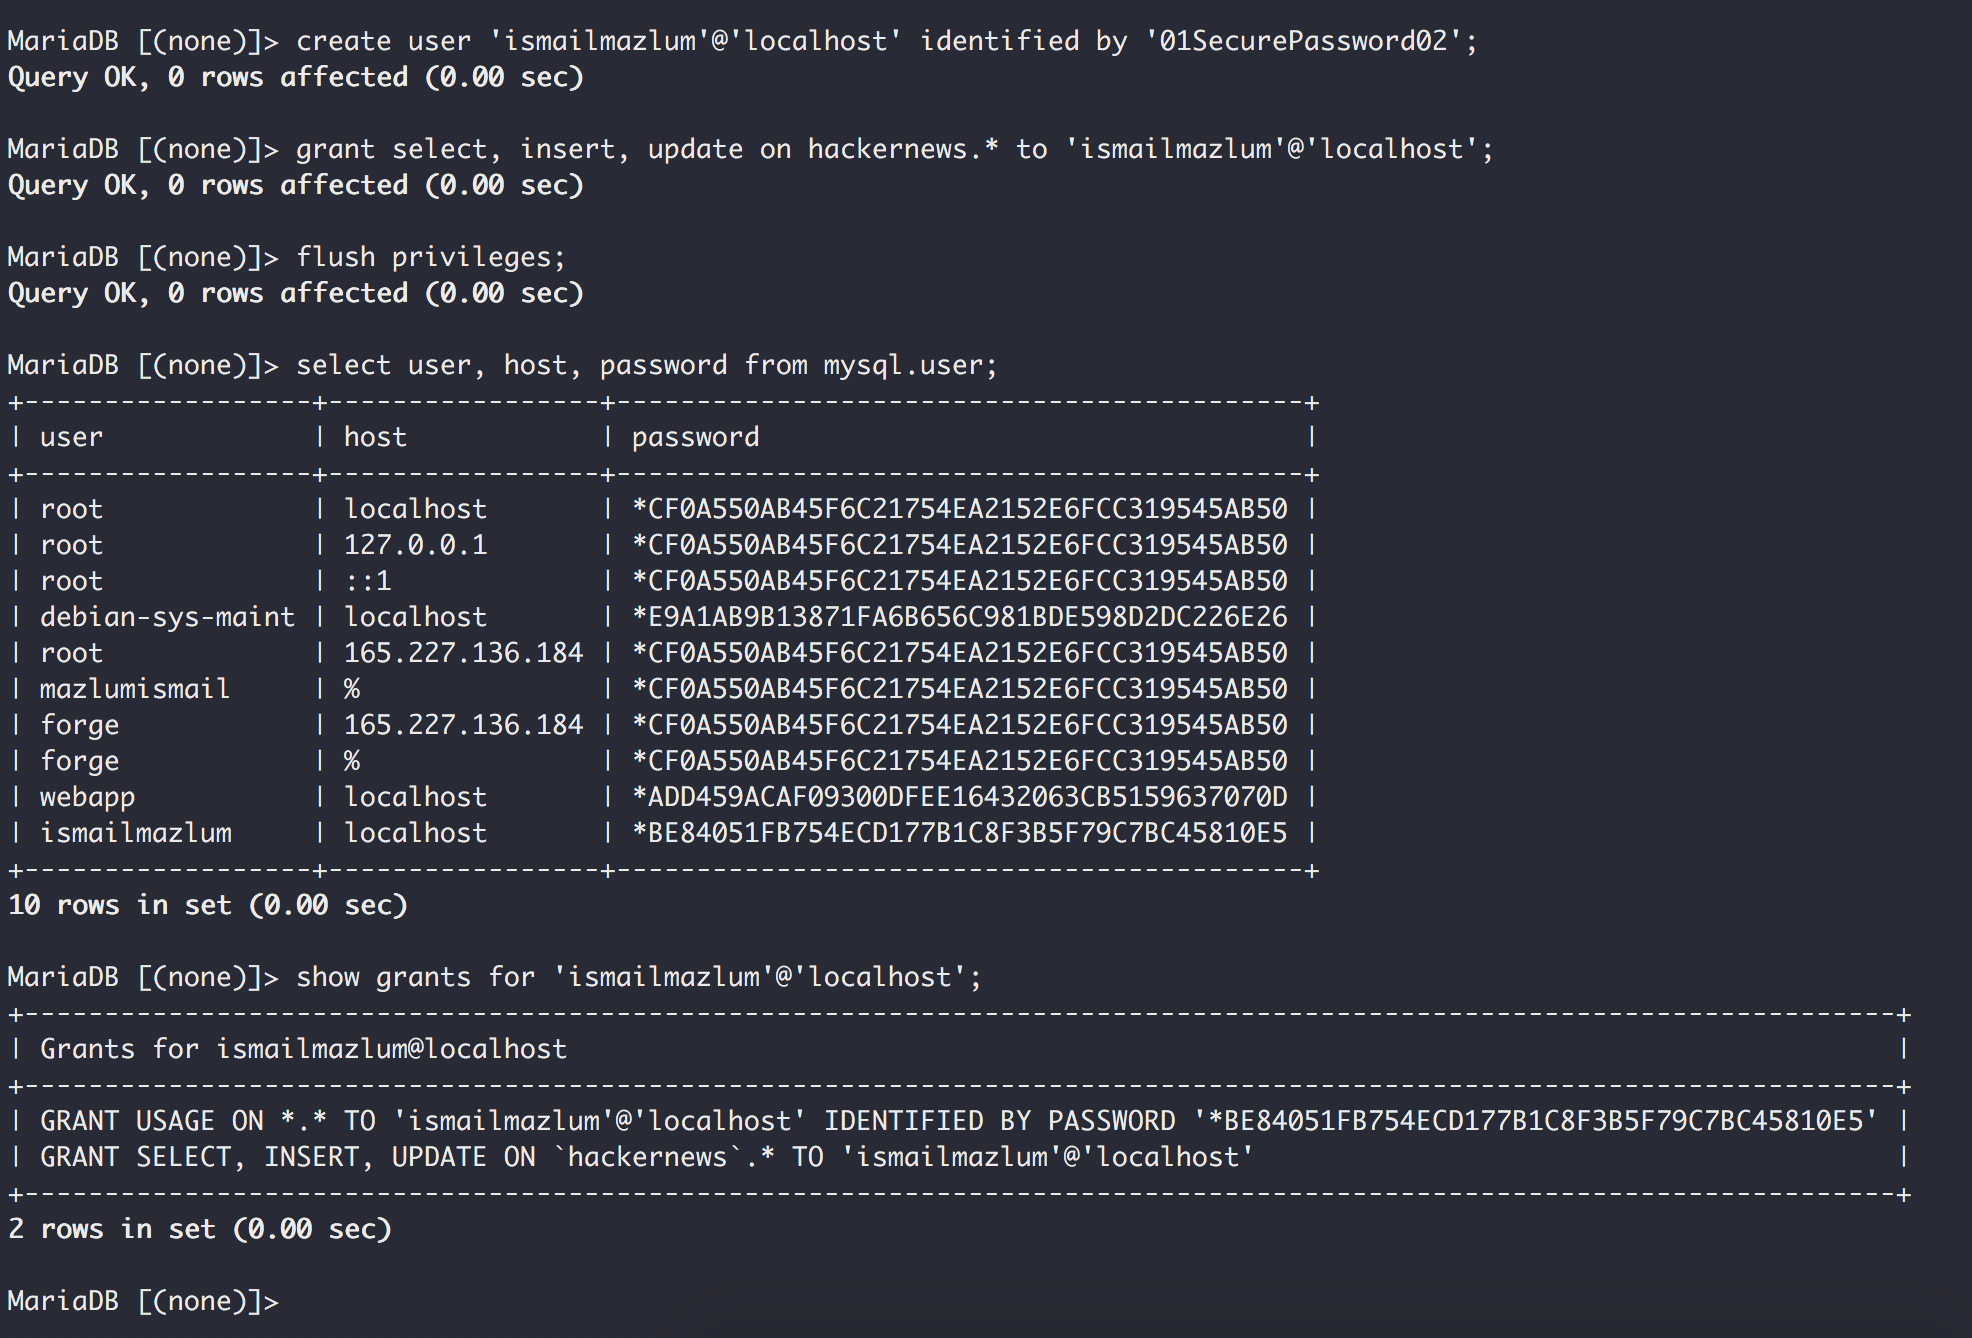 MariaDB [(none)]> create user 'ismailmazlum'@'localhost' identified by '01SecurePassword02';
Query OK, 0 rows affected (0.00 sec)

MariaDB [(none)]> grant select, insert, update on hackernews.* to 'ismailmazlum'@'localhost';
Query OK, 0 rows affected (0.00 sec)

MariaDB [(none)]> flush privileges;
Query OK, 0 rows affected (0.00 sec)

MariaDB [(none)]> select user, host, password from mysql.user;
+------------------+-----------------+-------------------------------------------+
| user             | host            | password                                  |
+------------------+-----------------+-------------------------------------------+
| root             | localhost       | *CF0A550AB45F6C21754EA2152E6FCC319545AB50 |
| root             | 127.0.0.1       | *CF0A550AB45F6C21754EA2152E6FCC319545AB50 |
| root             | ::1             | *CF0A550AB45F6C21754EA2152E6FCC319545AB50 |
| debian-sys-maint | localhost       | *E9A1AB9B13871FA6B656C981BDE598D2DC226E26 |
| root             | 165.227.136.184 | *CF0A550AB45F6C21754EA2152E6FCC319545AB50 |
| mazlumismail     | %               | *CF0A550AB45F6C21754EA2152E6FCC319545AB50 |
| forge            | 165.227.136.184 | *CF0A550AB45F6C21754EA2152E6FCC319545AB50 |
| forge            | %               | *CF0A550AB45F6C21754EA2152E6FCC319545AB50 |
| webapp           | localhost       | *ADD459ACAF09300DFEE16432063CB5159637070D |
| ismailmazlum     | localhost       | *BE84051FB754ECD177B1C8F3B5F79C7BC45810E5 |
+------------------+-----------------+-------------------------------------------+
10 rows in set (0.00 sec)

MariaDB [(none)]> show grants for 'ismailmazlum'@'localhost';
+---------------------------------------------------------------------------------------------------------------------+
| Grants for ismailmazlum@localhost                                                                                   |
+---------------------------------------------------------------------------------------------------------------------+
| GRANT USAGE ON *.* TO 'ismailmazlum'@'localhost' IDENTIFIED BY PASSWORD '*BE84051FB754ECD177B1C8F3B5F79C7BC45810E5' |
| GRANT SELECT, INSERT, UPDATE ON `hackernews`.* TO 'ismailmazlum'@'localhost'                                        |
+---------------------------------------------------------------------------------------------------------------------+
2 rows in set (0.00 sec)

MariaDB [(none)]>